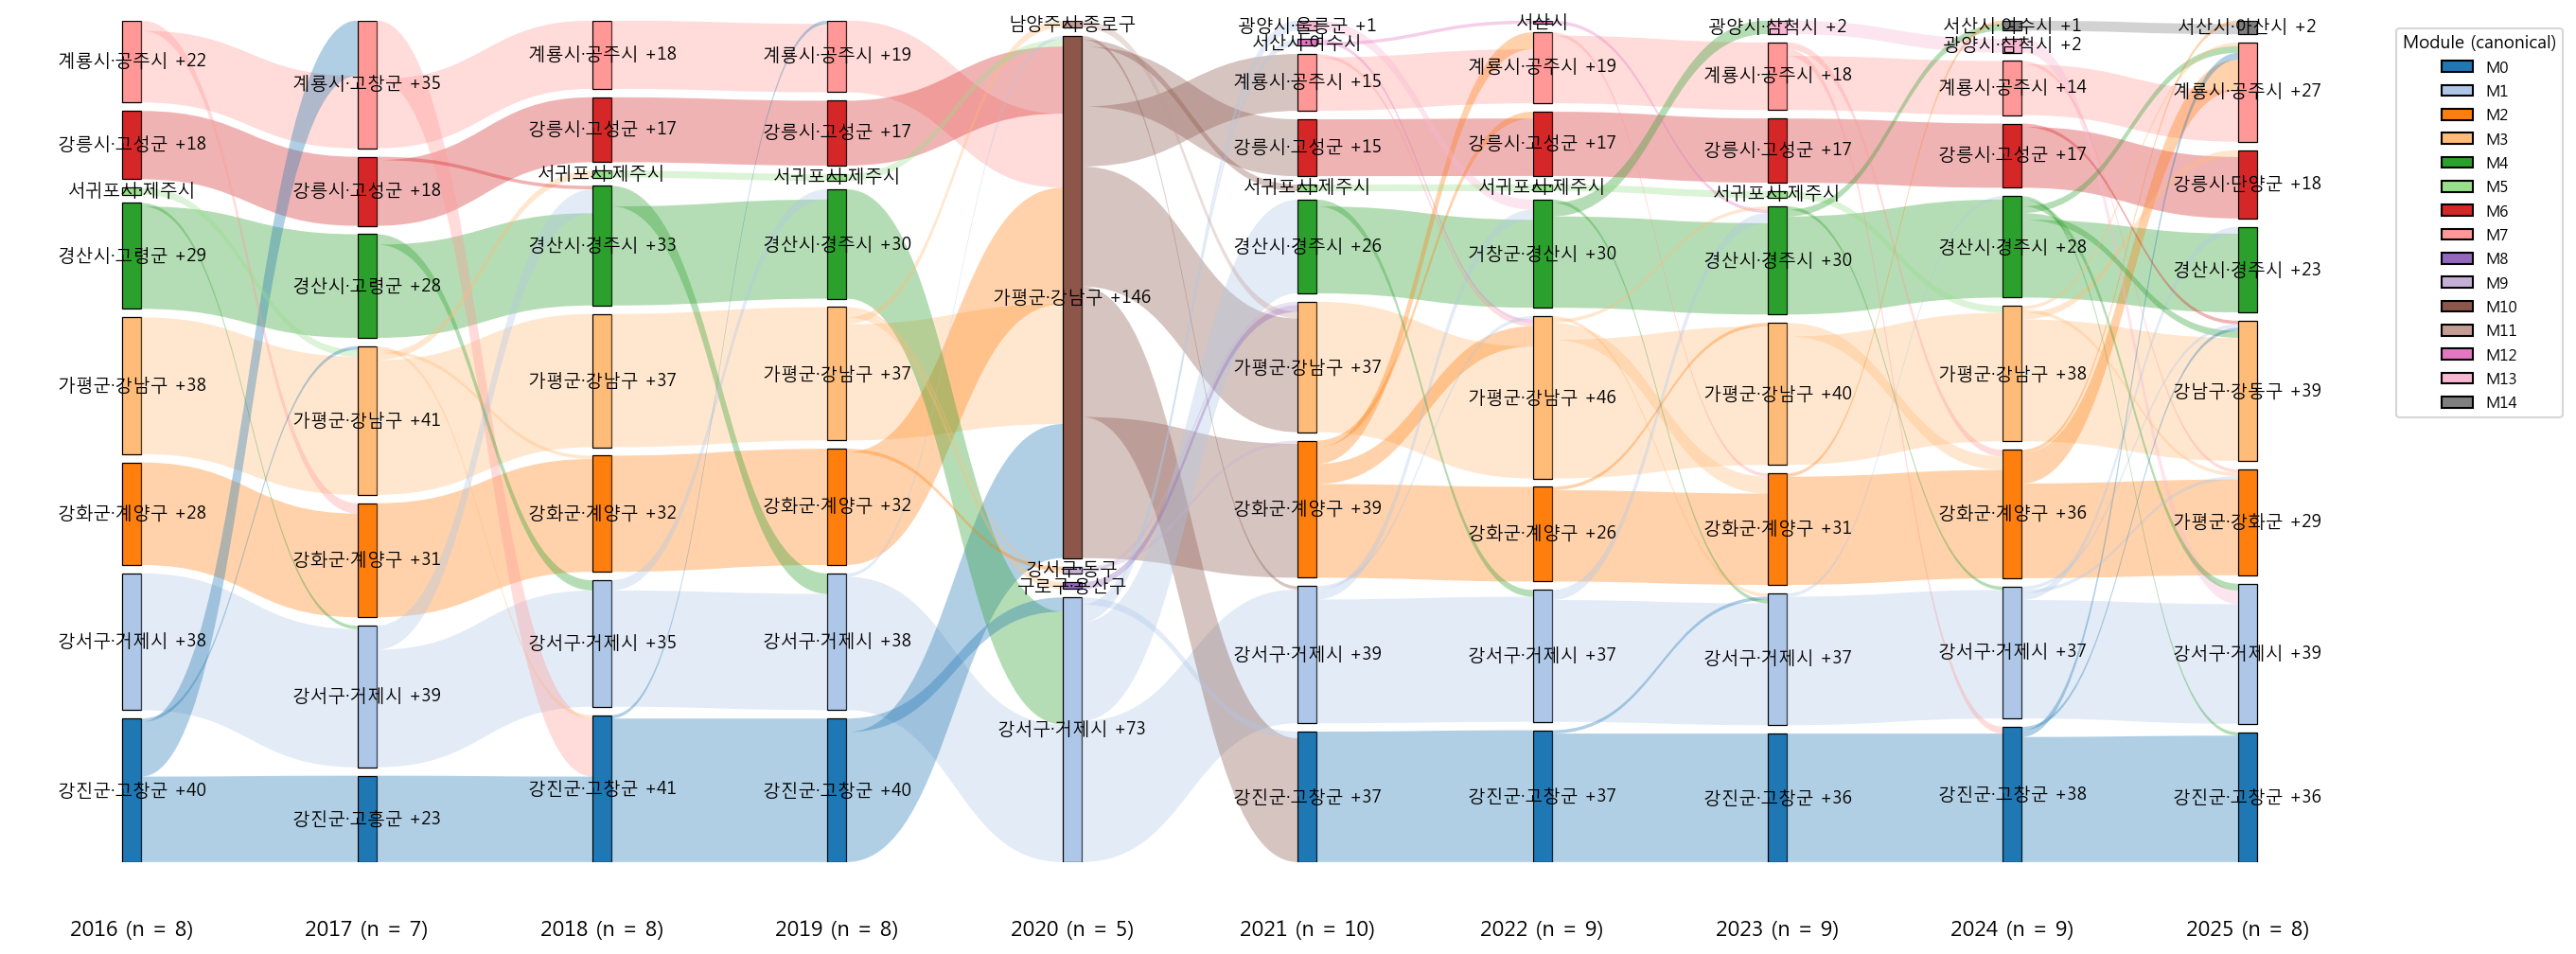 계룡시·공주시 +22
강릉시·고성군 +18
서귀포시·제주시
경산시·고령군 +29
가평군·강남구 +38
강화군·계양구 +28
강서구·거제시 +38
강진군·고창군 +40
2016 (n = 8)
계룡시·고창군 +35
강릉시·고성군 +18
경산시·고령군 +28
가평군·강남구 +41
강화군·계양구 +31
강서구·거제시 +39
강진군·고흥군 +23
2017 (n = 7)
계룡시·공주시 +18
강릉시·고성군 +17
서귀포시·제주시
경산시·경주시 +33
가평군·강남구 +37
강화군·계양구 +32
강서구·거제시 +35
강진군·고창군 +41
2018 (n = 8)
계룡시·공주시 +19
강릉시·고성군 +17
서귀포시·제주시
경산시·경주시 +30
가평군·강남구 +37
강화군·계양구 +32
강서구·거제시 +38
강진군·고창군 +40
2019 (n = 8)
남양주시·종로구
가평군·강남구 +146
강서구·동구
구로구·용산구
강서구·거제시 +73
2020 (n = 5)
광양시·울릉군 +1
서산시·여수시
계룡시·공주시 +15
강릉시·고성군 +15
서귀포시·제주시
경산시·경주시 +26
가평군·강남구 +37
강화군·계양구 +39
강서구·거제시 +39
강진군·고창군 +37
2021 (n = 10)
서산시
계룡시·공주시 +19
강릉시·고성군 +17
서귀포시·제주시
거창군·경산시 +30
가평군·강남구 +46
강화군·계양구 +26
강서구·거제시 +37
강진군·고창군 +37
2022 (n = 9)
광양시·삼척시 +2
계룡시·공주시 +18
강릉시·고성군 +17
서귀포시·제주시
경산시·경주시 +30
가평군·강남구 +40
강화군·계양구 +31
강서구·거제시 +37
강진군·고창군 +36
2023 (n = 9)
서산시·여수시 +1
광양시·삼척시 +2
계룡시·공주시 +14
강릉시·고성군 +17
경산시·경주시 +28
가평군·강남구 +38
강화군·계양구 +36
강서구·거제시 +37
강진군·고창군 +38
2024 (n = 9)
서산시·아산시 +2
계룡시·공주시 +27
강릉시·단양군 +18
경산시·경주시 +23
강남구·강동구 +39
가평군·강화군 +29
강서구·거제시 +39
강진군·고창군 +36
2025 (n = 8)
Module (canonical)
M0
M1
M2
M3
M4
M5
M6
M7
M8
M9
M10
M11
M12
M13
M14